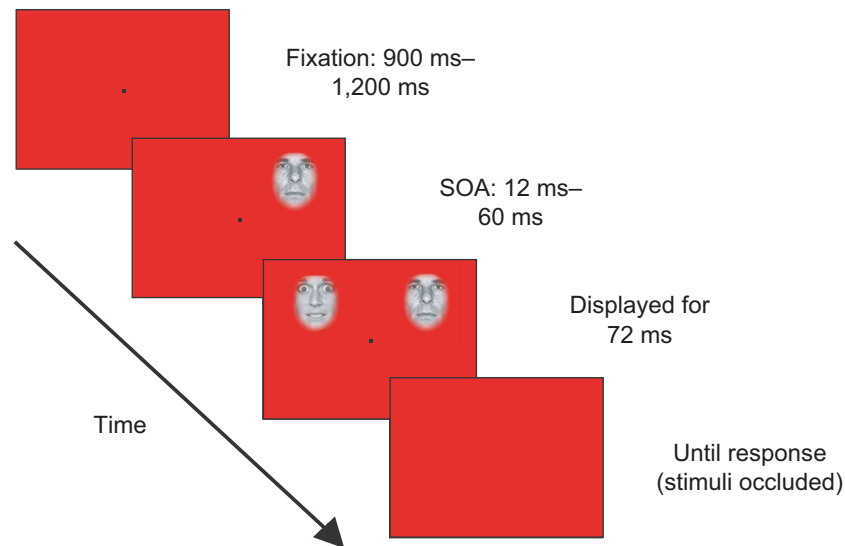 Fixation: 900 ms–
1,200 ms
SOA: 12 ms–
60 ms
Displayed for
72 ms
Time
Until response
(stimuli occluded)